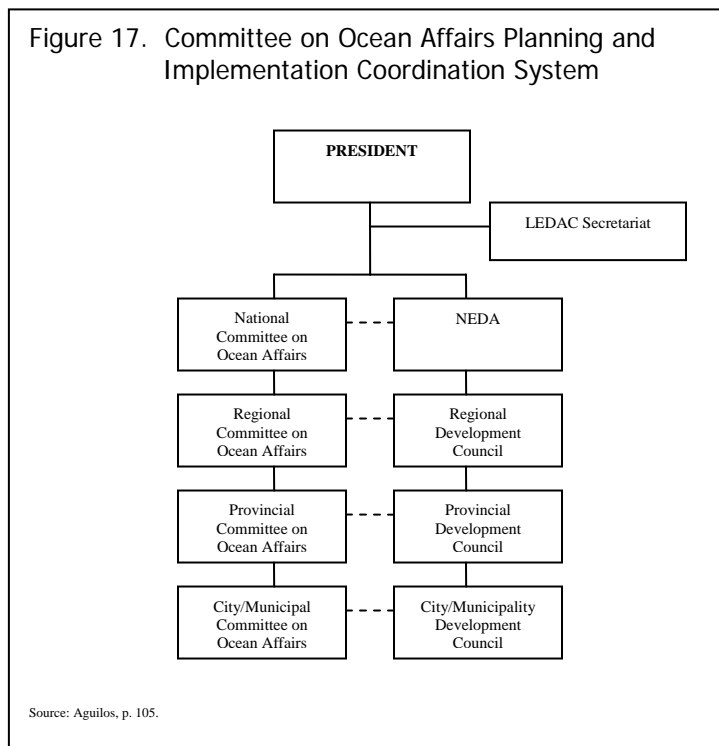 Figure 17. Committee on Ocean Affairs Planning and
Implementation Coordination System
PRESIDENT
LEDAC Secretariat
National
Committee on
Ocean Affairs
NEDA
Regional
Committee on
Ocean Affairs
Regional
Development
Council
Provincial
Committee on
Ocean Affairs
Provincial
Development
Council
City/Municipal
Committee on
Ocean Affairs
City/Municipality
Development
Council
Source: Aguilos, p. 105.